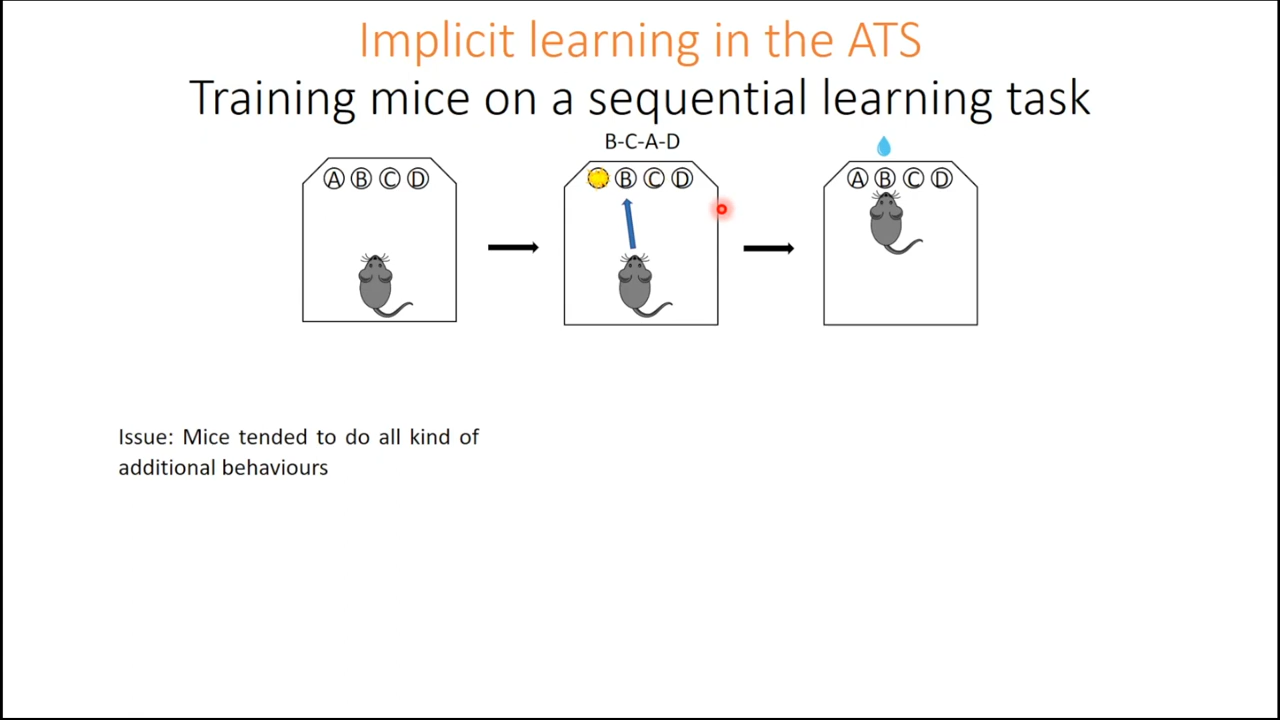 Implicit learning in the ATS
Training mice on a sequential learning task
B-C-A-D
A B C D
B C D
A B C D
Issue: Mice tended to do all kind of
additional behaviours